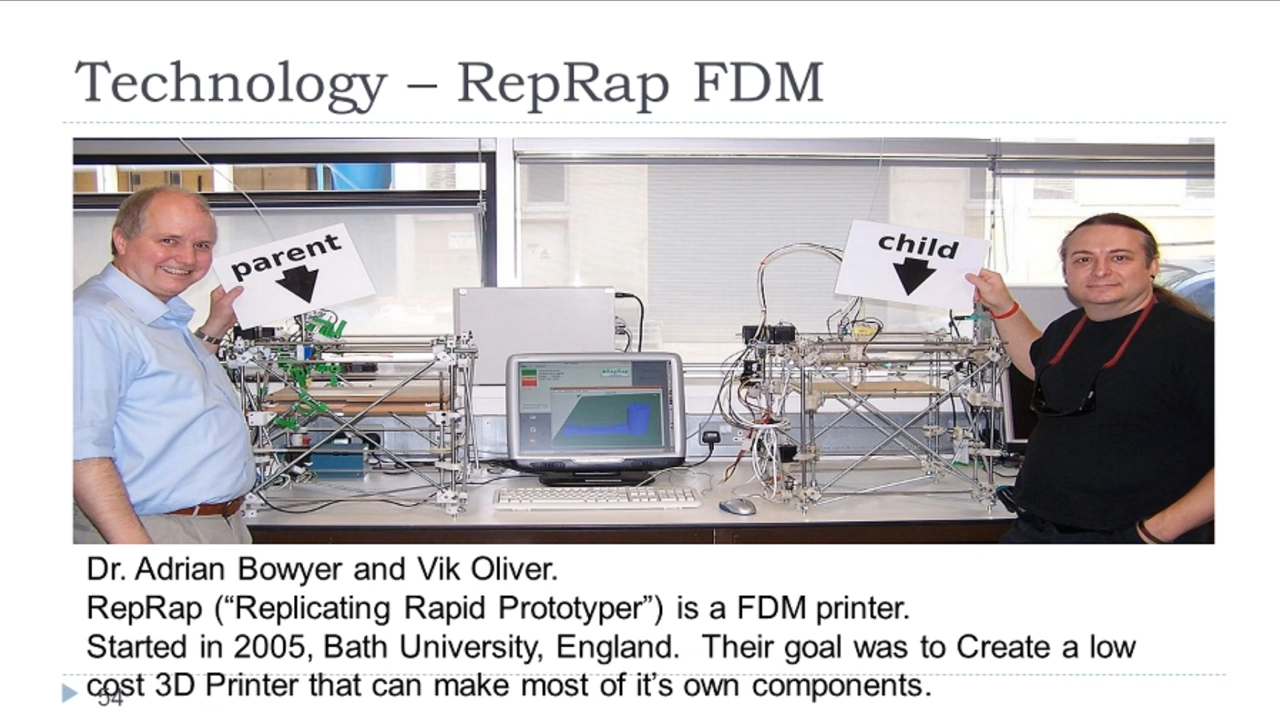 Technology – RepRap FDM
parent
child
RepRap
Dr. Adrian Bowyer and Vik Oliver.
RepRap (“Replicating Rapid Prototyper”) is a FDM printer.
Started in 2005, Bath University, England.  Their goal was to Create a low
cost 3D Printer that can make most of it’s own components.
54